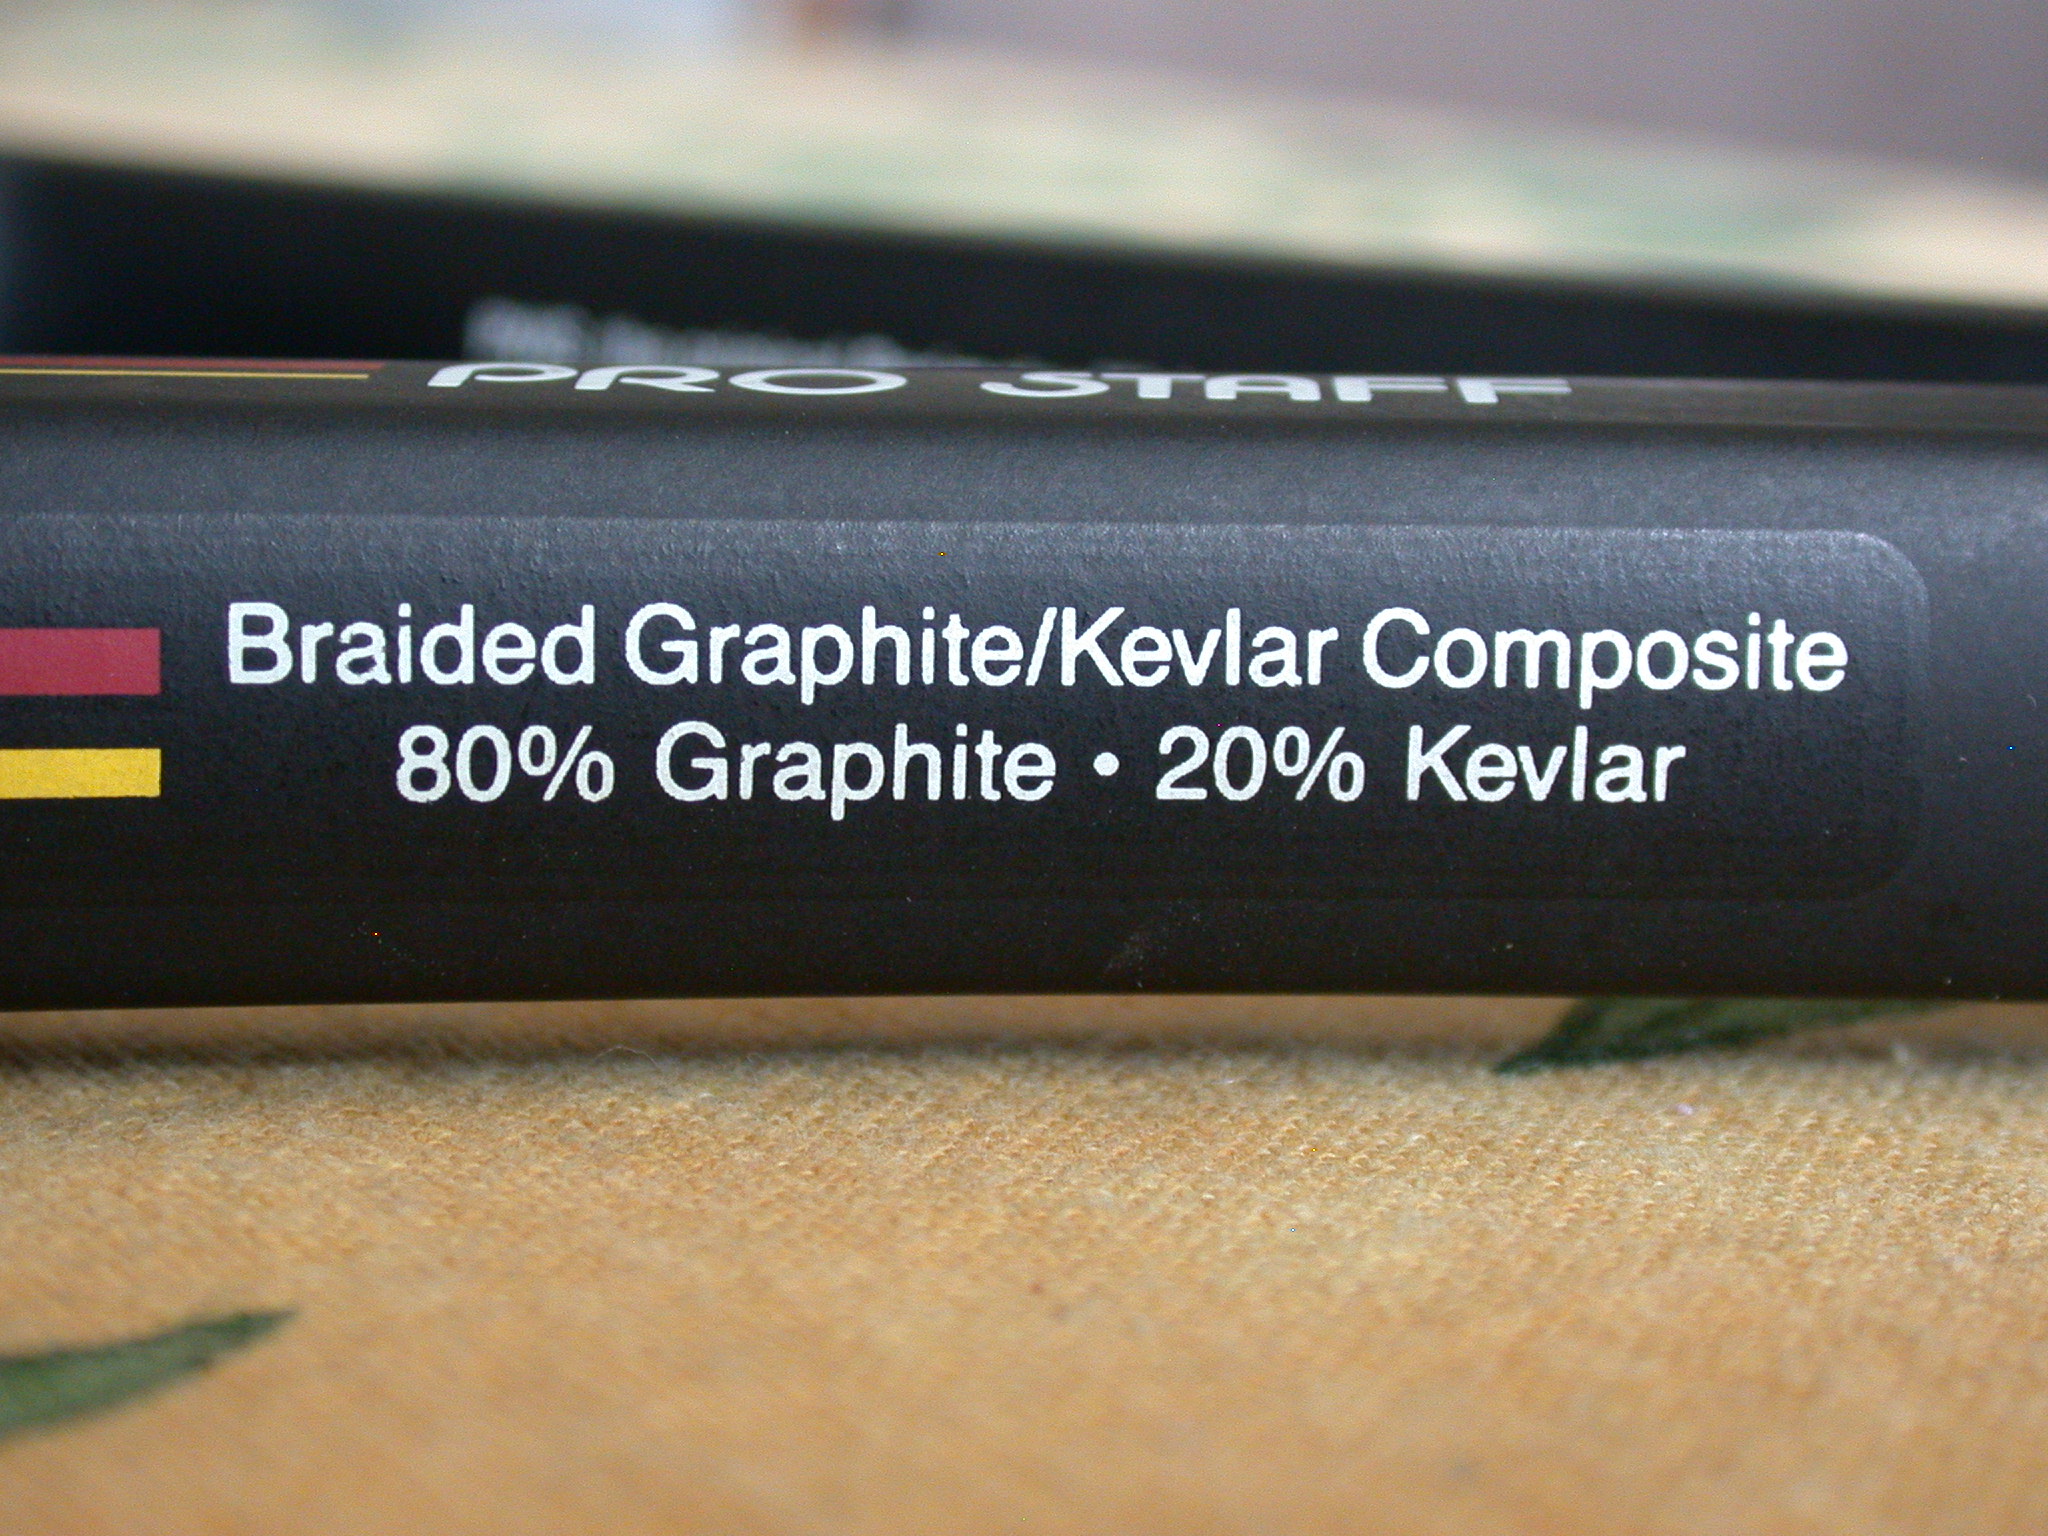 PRO STAFF
Braided Graphite/Kevlar Composite
80% Graphite • 20% Kevlar